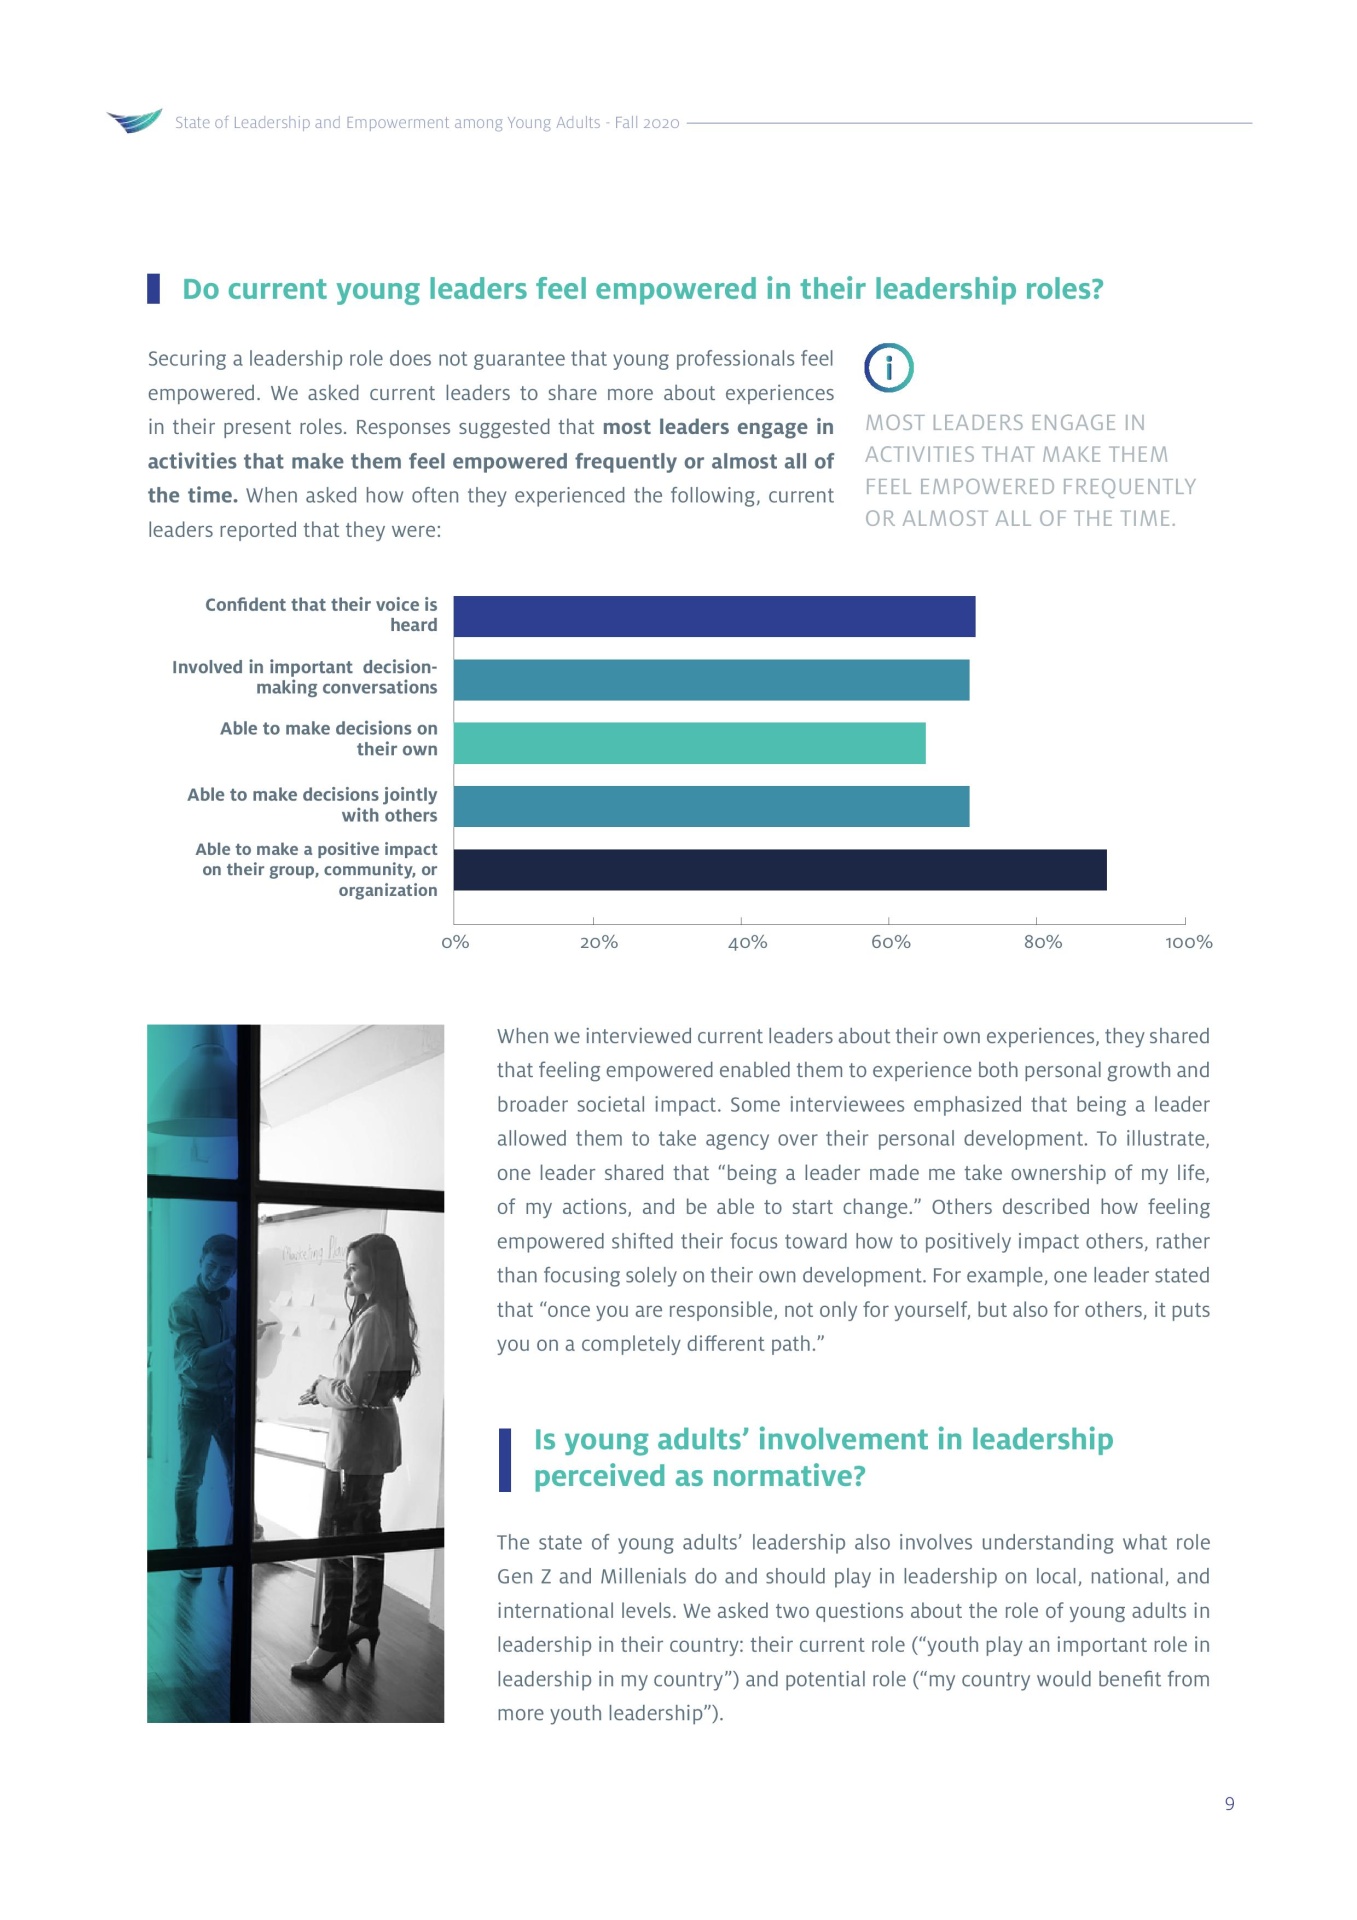 State of Leadership and Empowerment among Young Adults - Fall 2020
Do current young leaders feel empowered in their leadership roles?
Securing a leadership role does not guarantee that young professionals feel
empowered. We asked current leaders to share more about experiences
in their present roles. Responses suggested that most leaders engage in
activities that make them feel empowered frequently or almost all of
the time. When asked how often they experienced the following, current
leaders reported that they were:
MOST LEADERS ENGAGE IN
ACTIVITIES THAT MAKE THEM
FEEL EMPOWERED FREQUENTLY
OR ALMOST ALL OF THE TIME.
Confident that their voice is
heard
Involved in important decision-
making conversations
Able to make decisions on
their own
Able to make decisions jointly
with others
Able to make a positive impact
on their group, community, or
organization
0% 20% 40% 60% 80% 100%
When we interviewed current leaders about their own experiences, they shared
that feeling empowered enabled them to experience both personal growth and
broader societal impact. Some interviewees emphasized that being a leader
allowed them to take agency over their personal development. To illustrate,
one leader shared that “being a leader made me take ownership of my life,
of my actions, and be able to start change.” Others described how feeling
empowered shifted their focus toward how to positively impact others, rather
than focusing solely on their own development. For example, one leader stated
that “once you are responsible, not only for yourself, but also for others, it puts
you on a completely different path.”
Is young adults’ involvement in leadership
perceived as normative?
The state of young adults’ leadership also involves understanding what role
Gen Z and Millenials do and should play in leadership on local, national, and
international levels. We asked two questions about the role of young adults in
leadership in their country: their current role (“youth play an important role in
leadership in my country”) and potential role (“my country would benefit from
more youth leadership”).
Marketing
9